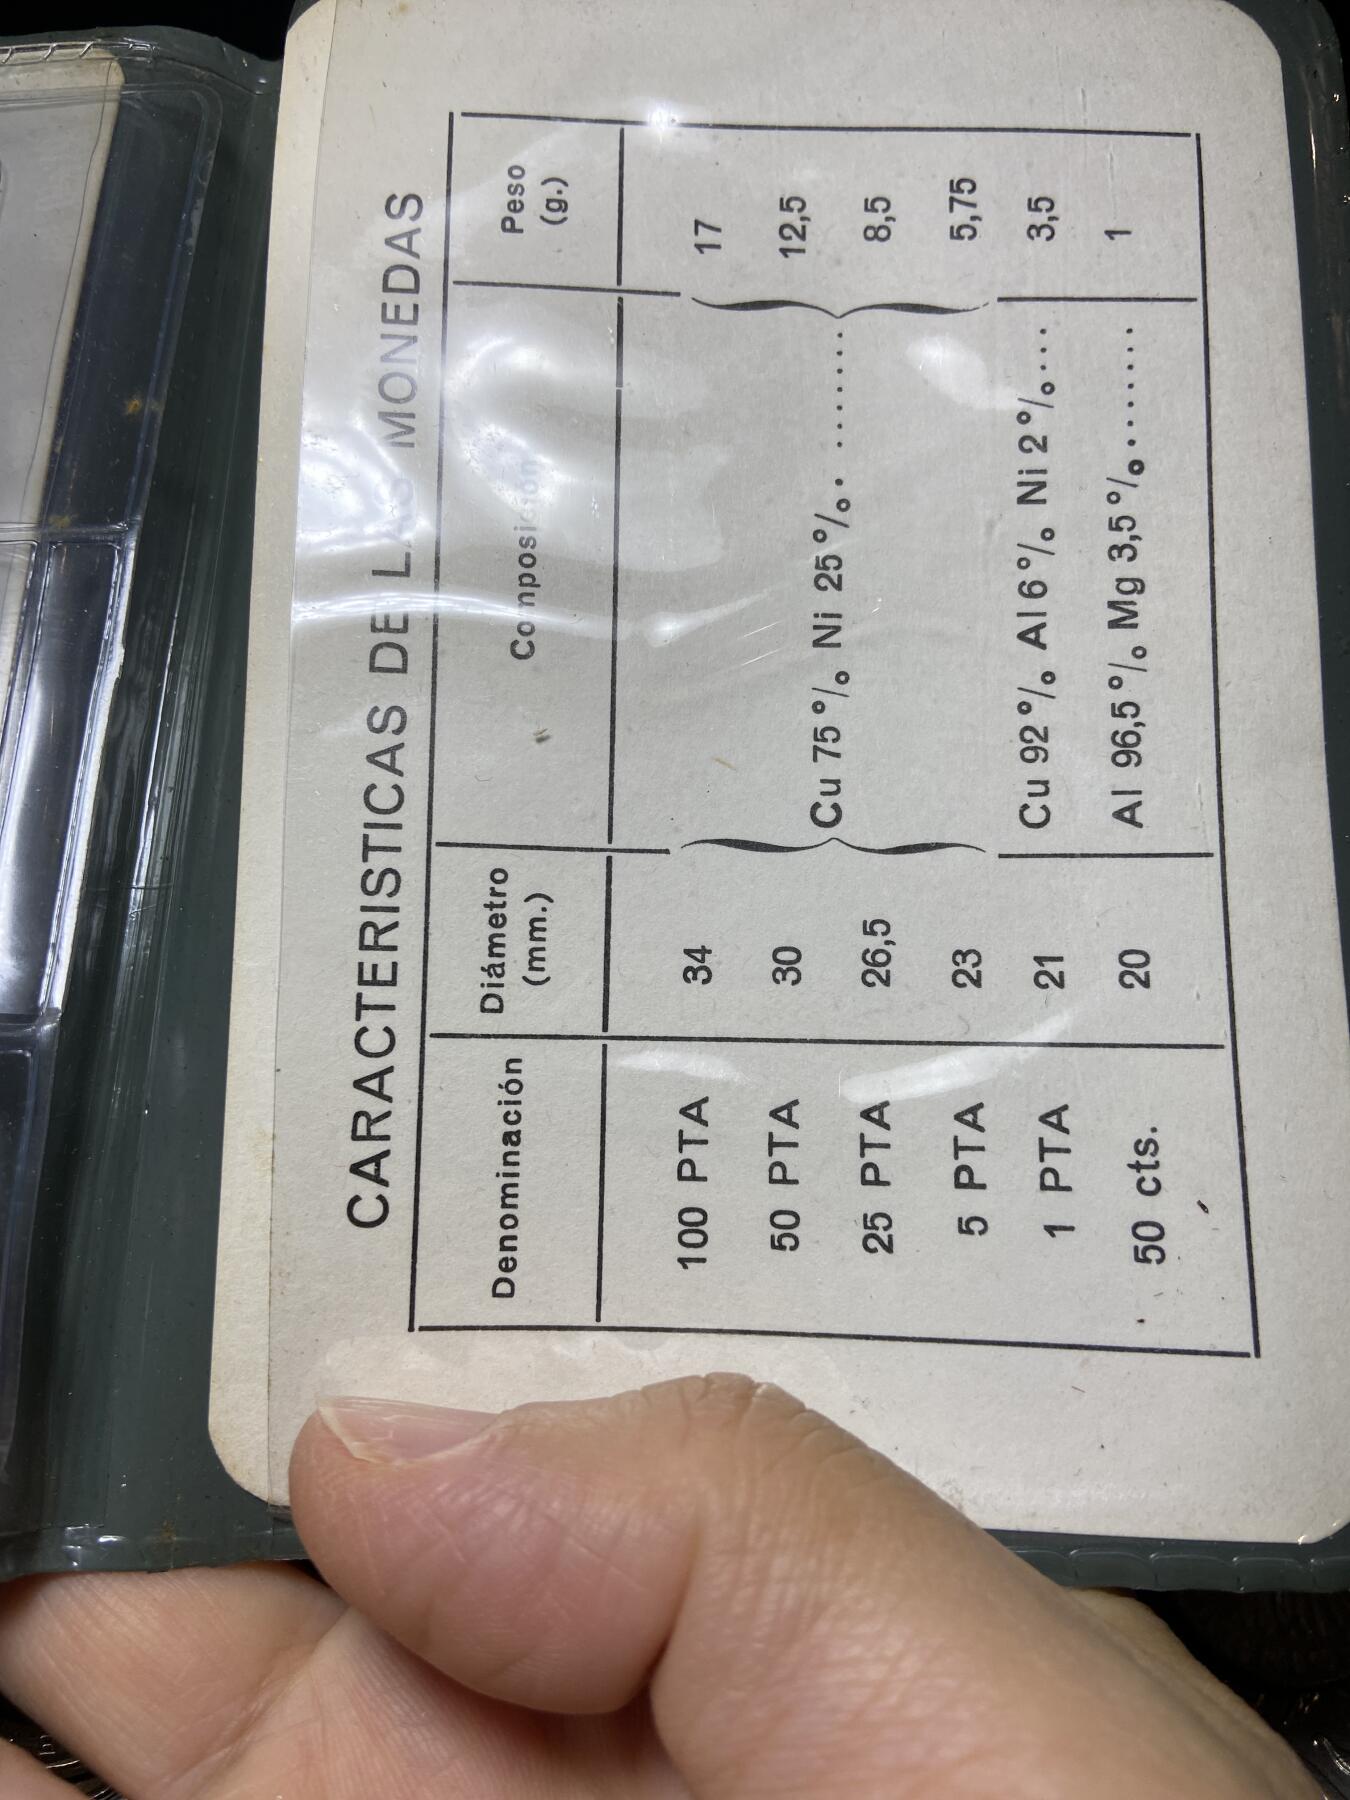 CARACTERISTICAS DE LAS MONEDAS
Denominación Diámetro (mm.) Composición Peso (g.)
100 PTA 34 17
50 PTA 30 12,5
Cu 75 % Ni 25 %. . ........
25 PTA 26,5 8,5
5 PTA 23 5,75
1 PTA 21 Cu 92 % Al 6 % Ni 2 %.... 3,5
50 cts. 20 Al 96,5 % Mg 3,5 %........ 1